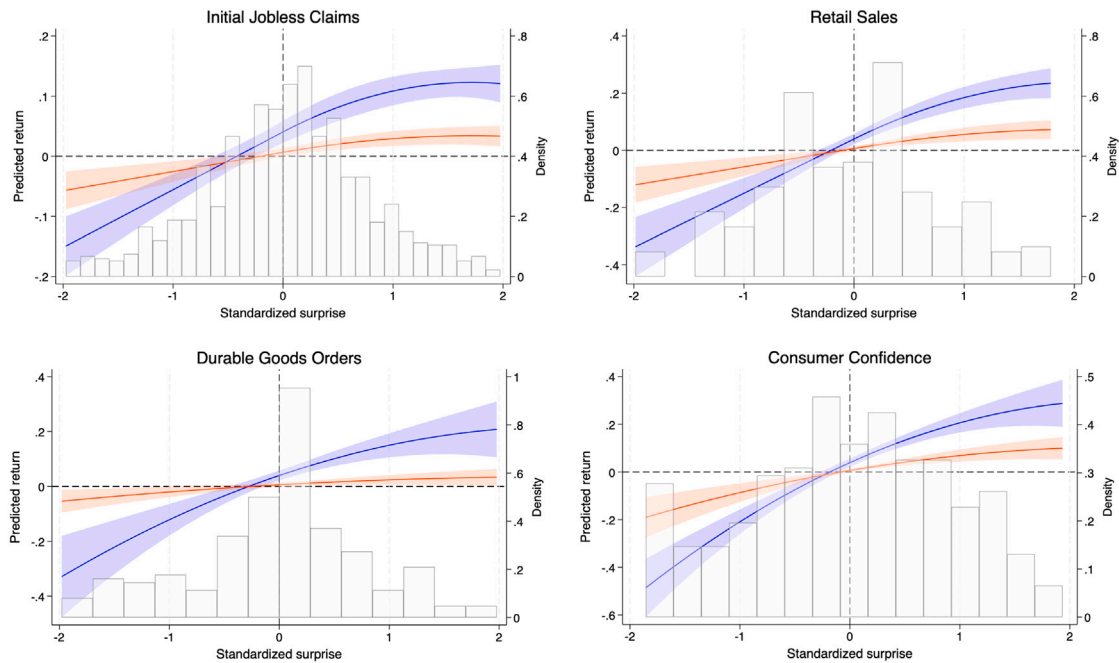 Initial Jobless Claims
.2
.1
0
-.1
-.2
Predicted return
.8
.6
.4
.2
0
Density
-2 -1 0 1 2
Standardized surprise
Retail Sales
.4
.2
0
-.2
-.4
Predicted return
.8
.6
.4
.2
0
Density
-2 -1 0 1 2
Standardized surprise
Durable Goods Orders
.4
.2
0
-.2
-.4
Predicted return
1
.8
.6
.4
.2
0
Density
-2 -1 0 1 2
Standardized surprise
Consumer Confidence
.4
.2
0
-.2
-.4
-.6
Predicted return
.5
.4
.3
.2
.1
0
Density
-2 -1 0 1 2
Standardized surprise